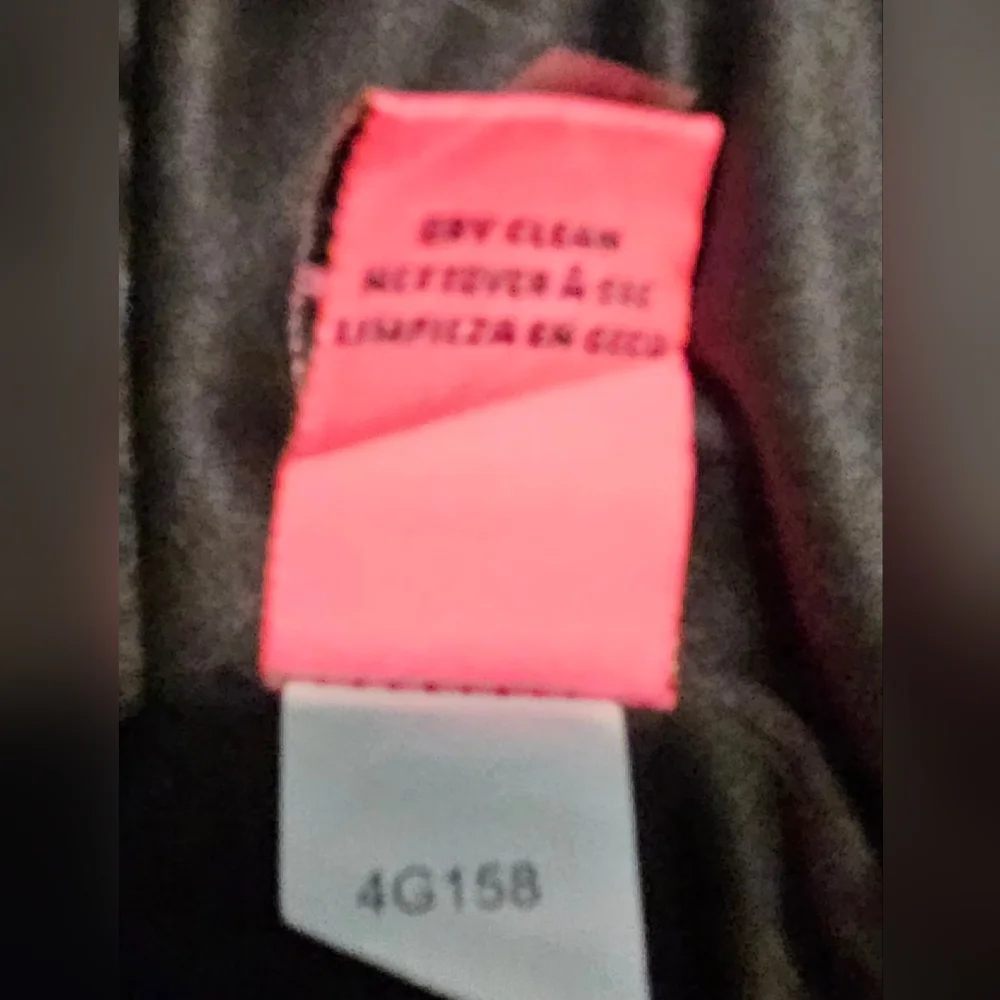 DRY CLEAN
NETTOYER À SEC
LIMPIEZA EN SECO
4G158